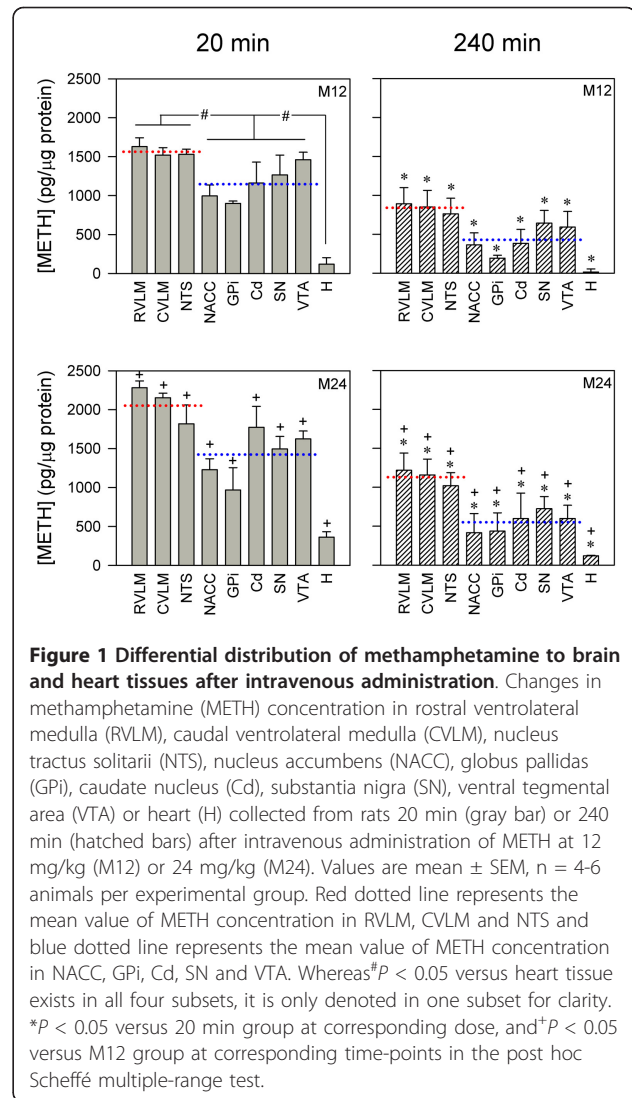 20 min 240 min
[METH] (pg/μg protein)
2500
2000
1500
1000
500
0
M12
# #
RVLM CVLM NTS NACC GPi Cd SN VTA H
M12
* * * * * * * * *
RVLM CVLM NTS NACC GPi Cd SN VTA H
[METH] (pg/μg protein)
2500
2000
1500
1000
500
0
M24
+ + + + + + + + +
RVLM CVLM NTS NACC GPi Cd SN VTA H
M24
+ + + + + + + + +
* * * * * * * * *
RVLM CVLM NTS NACC GPi Cd SN VTA H
Figure 1 Differential distribution of methamphetamine to brain
and heart tissues after intravenous administration. Changes in
methamphetamine (METH) concentration in rostral ventrolateral
medulla (RVLM), caudal ventrolateral medulla (CVLM), nucleus
tractus solitarii (NTS), nucleus accumbens (NACC), globus pallidas
(GPi), caudate nucleus (Cd), substantia nigra (SN), ventral tegmental
area (VTA) or heart (H) collected from rats 20 min (gray bar) or 240
min (hatched bars) after intravenous administration of METH at 12
mg/kg (M12) or 24 mg/kg (M24). Values are mean ± SEM, n = 4-6
animals per experimental group. Red dotted line represents the
mean value of METH concentration in RVLM, CVLM and NTS and
blue dotted line represents the mean value of METH concentration
in NACC, GPi, Cd, SN and VTA. Whereas#P < 0.05 versus heart tissue
exists in all four subsets, it is only denoted in one subset for clarity.
*P < 0.05 versus 20 min group at corresponding dose, and+P < 0.05
versus M12 group at corresponding time-points in the post hoc
Scheffé multiple-range test.